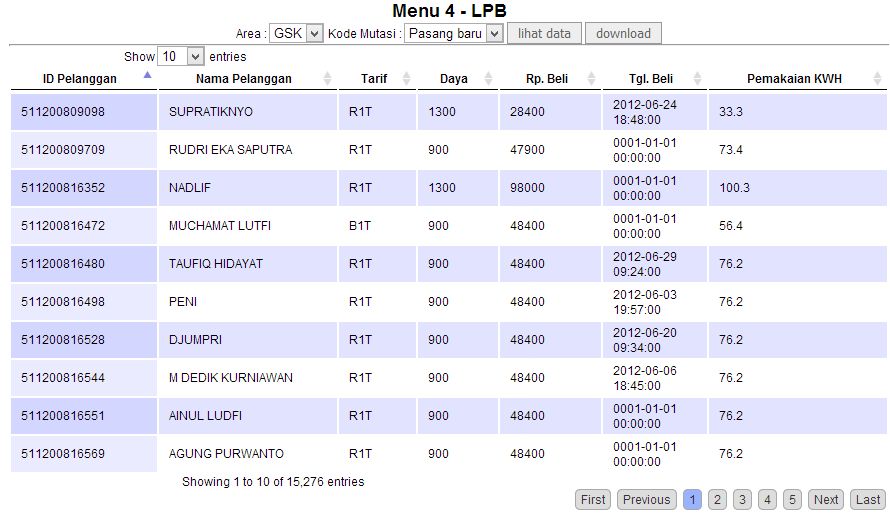 Menu 4 - LPB
Area : GSK Kode Mutasi : Pasang baru lihat data download
Show 10 entries
ID Pelanggan Nama Pelanggan Tarif Daya Rp. Beli Tgl. Beli Pemakaian KWH
511200809098 SUPRATIKNYO R1T 1300 28400 2012-06-24 18:48:00 33.3
511200809709 RUDRI EKA SAPUTRA R1T 900 47900 0001-01-01 00:00:00 73.4
511200816352 NADLIF R1T 1300 98000 0001-01-01 00:00:00 100.3
511200816472 MUCHAMAT LUTFI B1T 900 48400 0001-01-01 00:00:00 56.4
511200816480 TAUFIQ HIDAYAT R1T 900 48400 2012-06-29 09:24:00 76.2
511200816498 PENI R1T 900 48400 2012-06-03 19:57:00 76.2
511200816528 DJUMPRI R1T 900 48400 2012-06-20 09:34:00 76.2
511200816544 M DEDIK KURNIAWAN R1T 900 48400 2012-06-06 18:45:00 76.2
511200816551 AINUL LUDFI R1T 900 48400 0001-01-01 00:00:00 76.2
511200816569 AGUNG PURWANTO R1T 900 48400 0001-01-01 00:00:00 76.2
Showing 1 to 10 of 15,276 entries
First Previous 1 2 3 4 5 Next Last